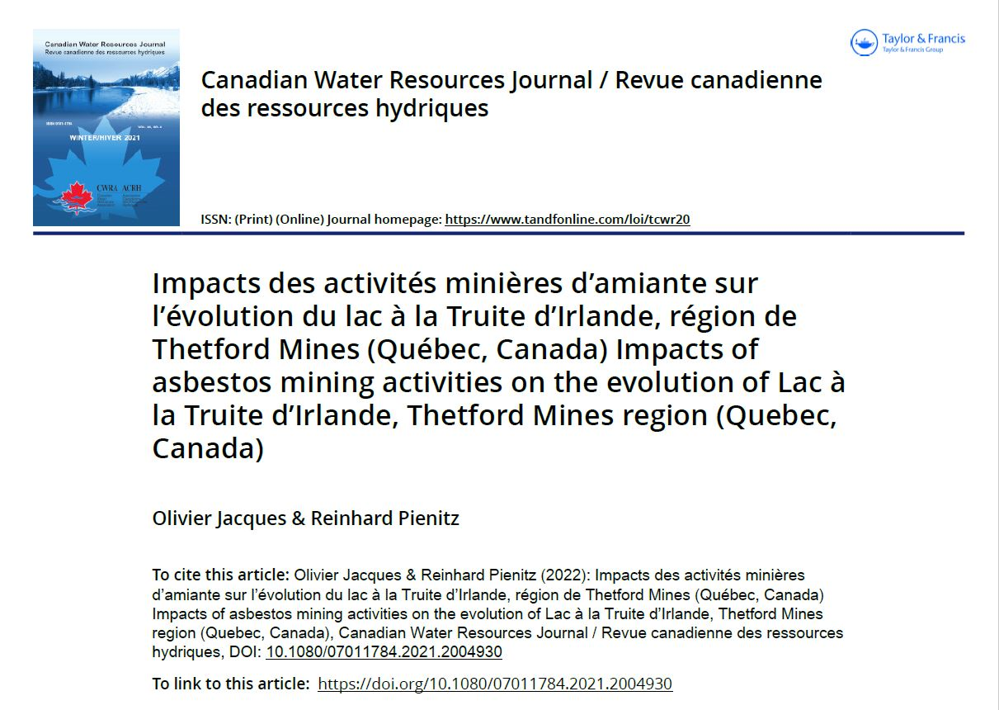 Canadian Water Resources Journal
Revue canadienne des ressources hydriques
WINTER/HIVER 2021
CWRA ACRH
Taylor & Francis
Taylor & Francis Group
Canadian Water Resources Journal / Revue canadienne
des ressources hydriques
ISSN: (Print) (Online) Journal homepage: https://www.tandfonline.com/loi/tcwr20
Impacts des activités minières d’amiante sur
l’évolution du lac à la Truite d’Irlande, région de
Thetford Mines (Québec, Canada) Impacts of
asbestos mining activities on the evolution of Lac à
la Truite d’Irlande, Thetford Mines region (Quebec,
Canada)
Olivier Jacques & Reinhard Pienitz
To cite this article: Olivier Jacques & Reinhard Pienitz (2022): Impacts des activités minières
d’amiante sur l’évolution du lac à la Truite d’Irlande, région de Thetford Mines (Québec, Canada)
Impacts of asbestos mining activities on the evolution of Lac à la Truite d’Irlande, Thetford Mines
region (Quebec, Canada), Canadian Water Resources Journal / Revue canadienne des ressources
hydriques, DOI: 10.1080/07011784.2021.2004930
To link to this article: https://doi.org/10.1080/07011784.2021.2004930